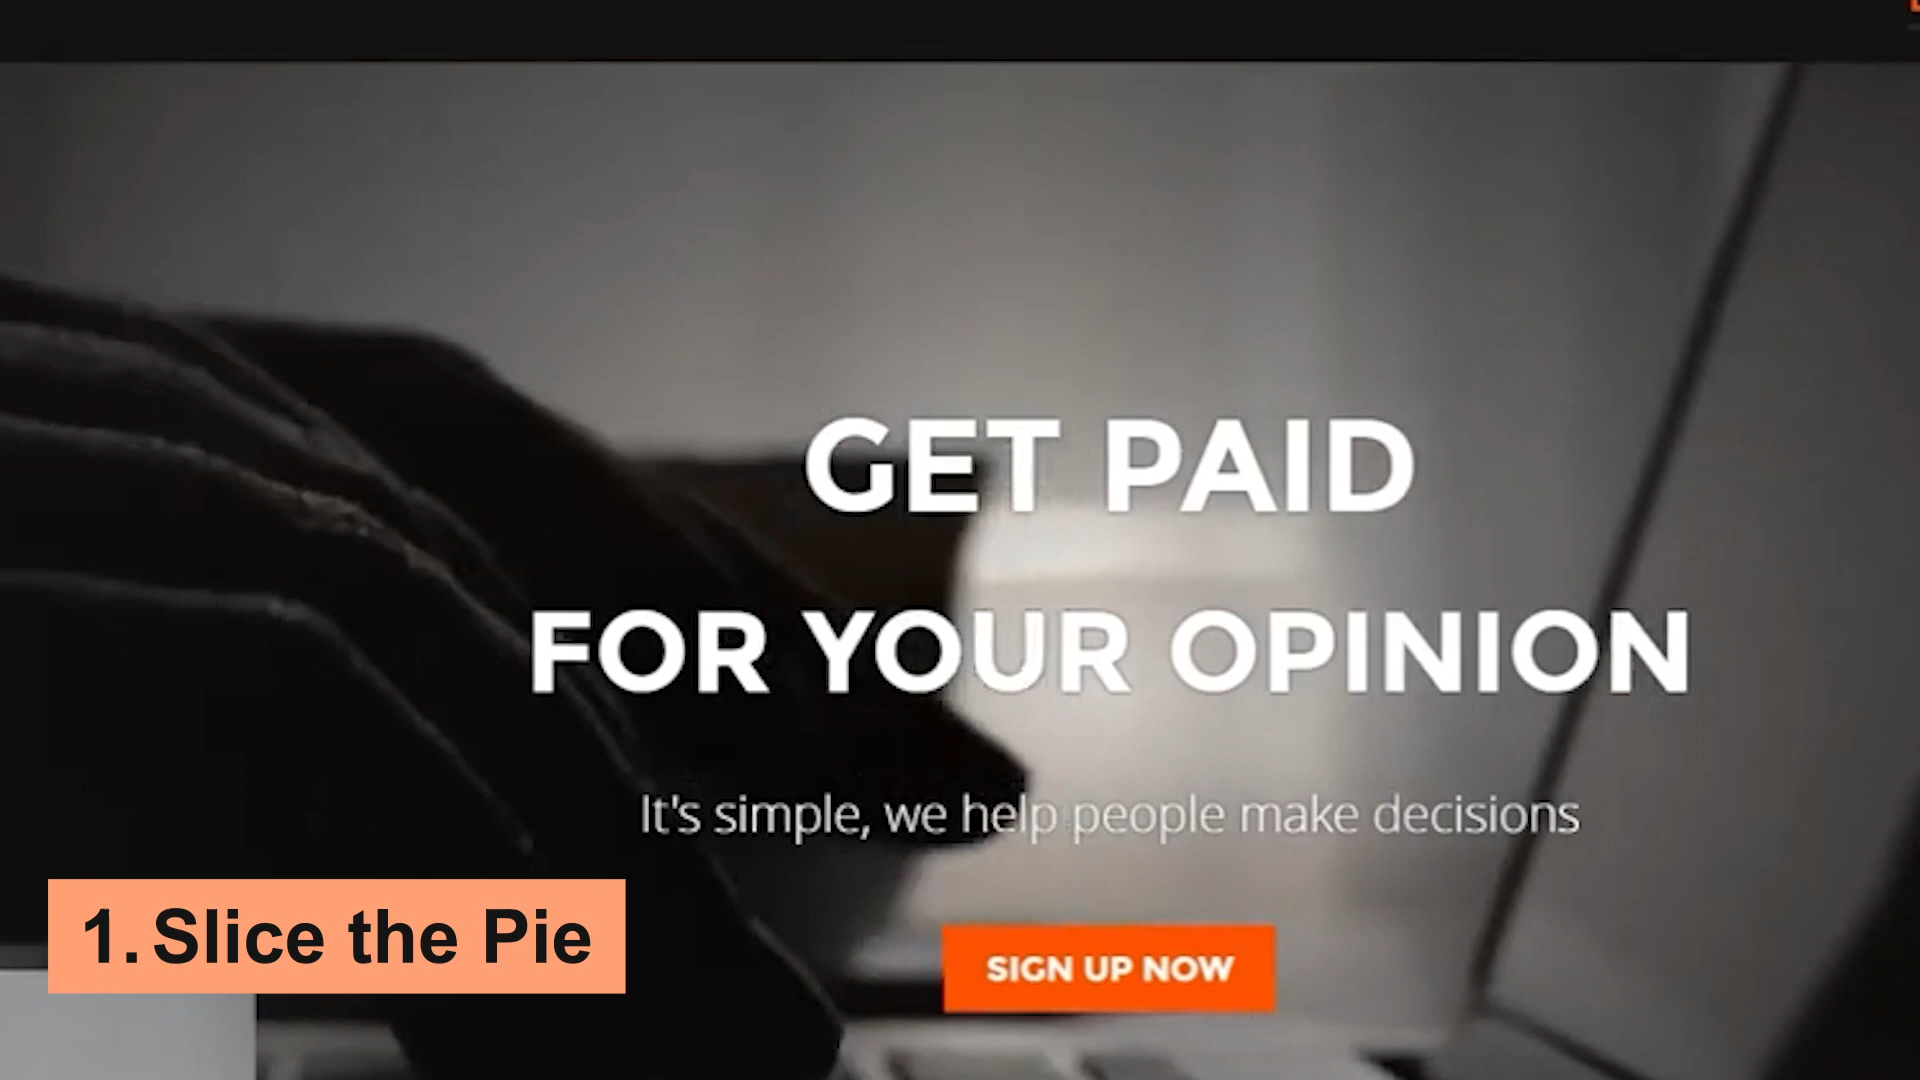 GET PAID
FOR YOUR OPINION
It's simple, we help people make decisions
1. Slice the Pie
SIGN UP NOW